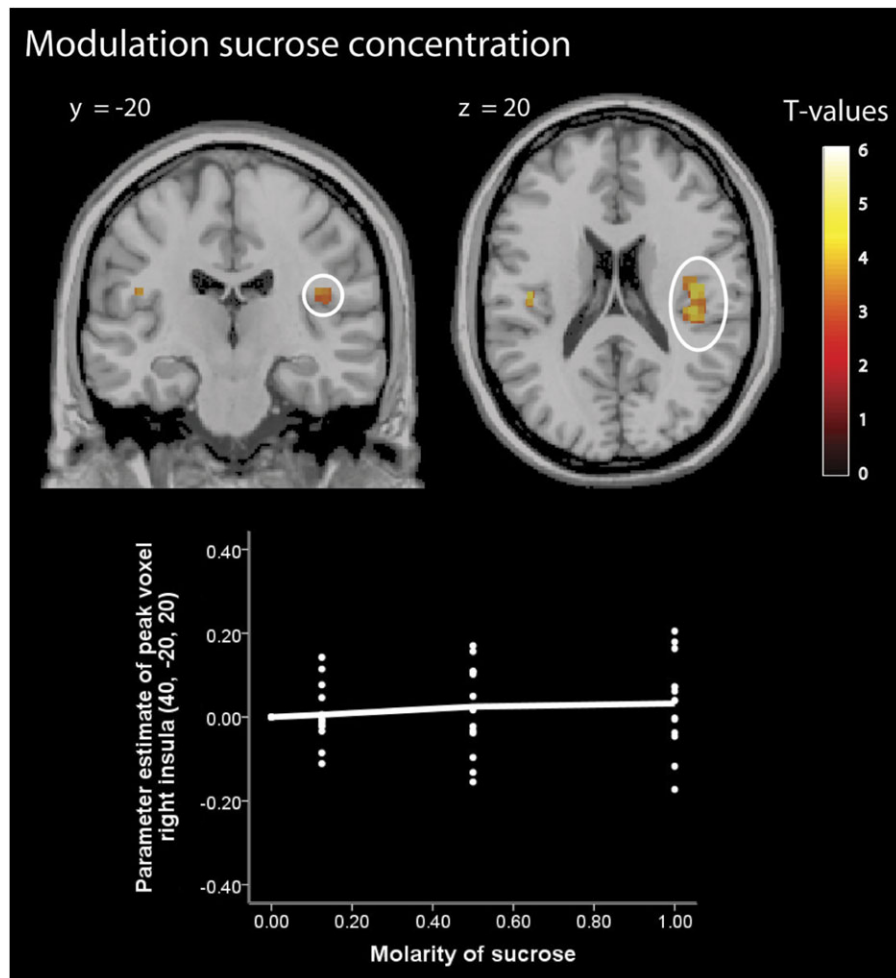 Modulation sucrose concentration
y = -20
z = 20
T-values
6
5
4
3
2
1
0
Parameter estimate of peak voxel
right insula (40, -20, 20)
0.40
0.20
0.00
-0.20
-0.40
0.00 0.20 0.40 0.60 0.80 1.00
Molarity of sucrose